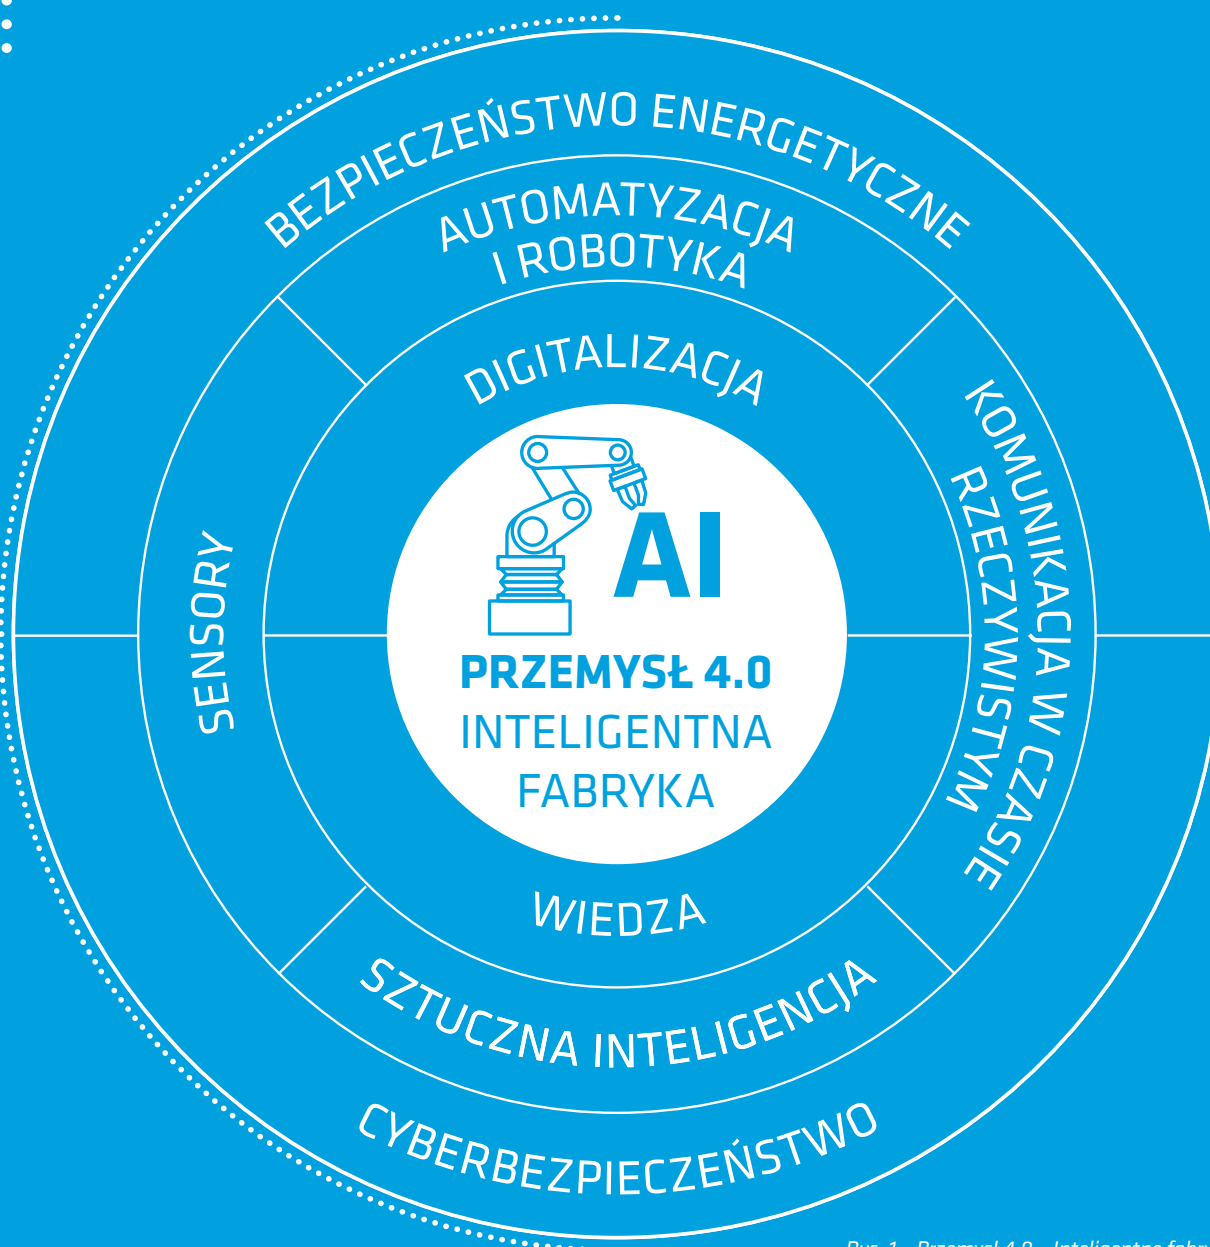 BEZPIECZEŃSTWO ENERGETYCZNE
AUTOMATYZACJA
I ROBOTYKA
DIGITALIZACJA
SENSORY
KOMUNIKACJA W CZASIE
RZECZYWISTYM
AI
PRZEMYSŁ 4.0
INTELIGENTNA
FABRYKA
WIEDZA
SZTUCZNA INTELIGENCJA
CYBERBEZPIECZEŃSTWO